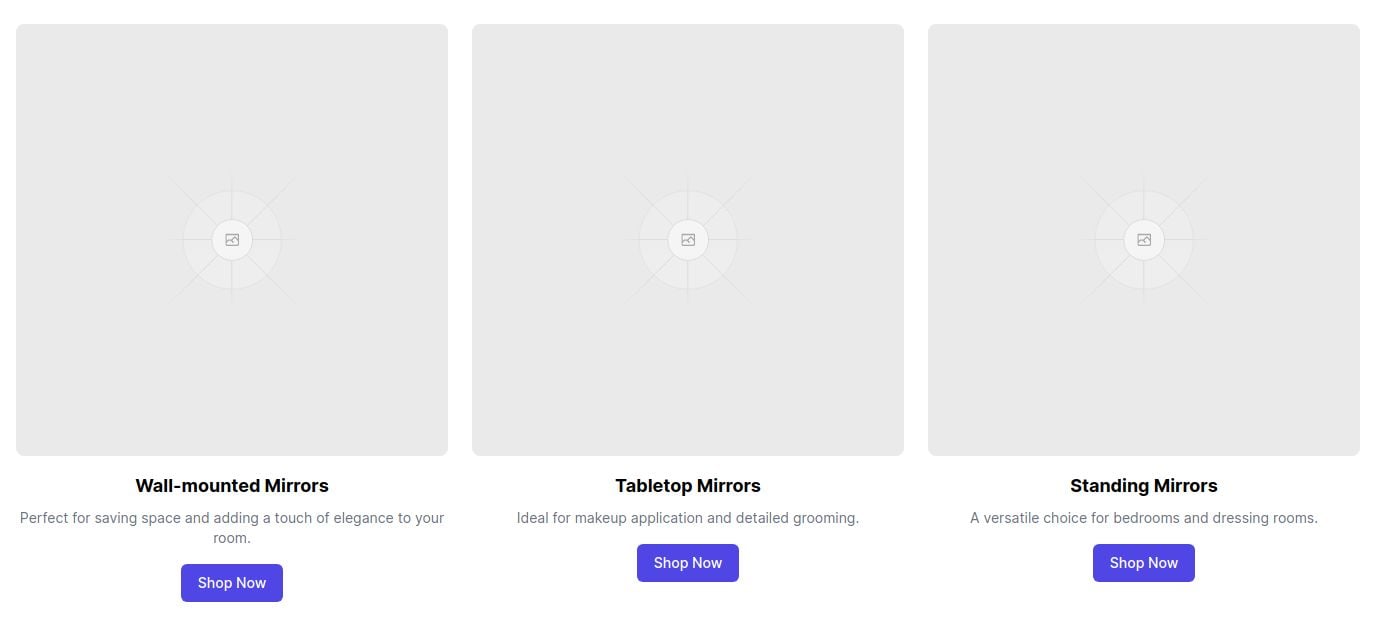 Wall-mounted Mirrors
Perfect for saving space and adding a touch of elegance to your
room.
Shop Now
Tabletop Mirrors
Ideal for makeup application and detailed grooming.
Shop Now
Standing Mirrors
A versatile choice for bedrooms and dressing rooms.
Shop Now